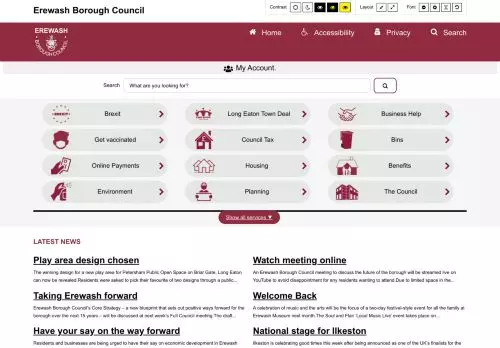 Erewash Borough Council
Contrast
Layout
Font
EREWASH
BOROUGH COUNCIL
Home
Accessibility
Privacy
Search
My Account.
Search
What are you looking for?
Brexit
Long Eaton Town Deal
Business Help
Get vaccinated
Council Tax
Bins
Online Payments
Housing
Benefits
Environment
Planning
The Council
Show all services ▼
LATEST NEWS
Play area design chosen
The winning design for a new play area for Petersham Public Open Space on Briar Gate, Long Eaton
can now be revealed Residents were asked to pick their favourite of two designs through a public...
Watch meeting online
An Erewash Borough Council meeting to discuss the future of the borough will be streamed live on
YouTube to avoid disappointment for any residents wanting to attend Due to limited space in the...
Taking Erewash forward
Erewash Borough Council's Core Strategy – a new blueprint that sets out positive ways forward for the
borough over the next 15 years – will be discussed at next week's Full Council meeting The draft...
Welcome Back
A celebration of music and the arts will be the focus of a two-day festival-style event for all the family at
Erewash Museum next month The Soul and Flair 'Local Music Live' event takes place on...
Have your say on the way forward
Residents and businesses are being urged to have their say on economic development in Erewash
National stage for Ilkeston
Ilkeston is celebrating good times this week after being announced as one of the UK's finalists for the